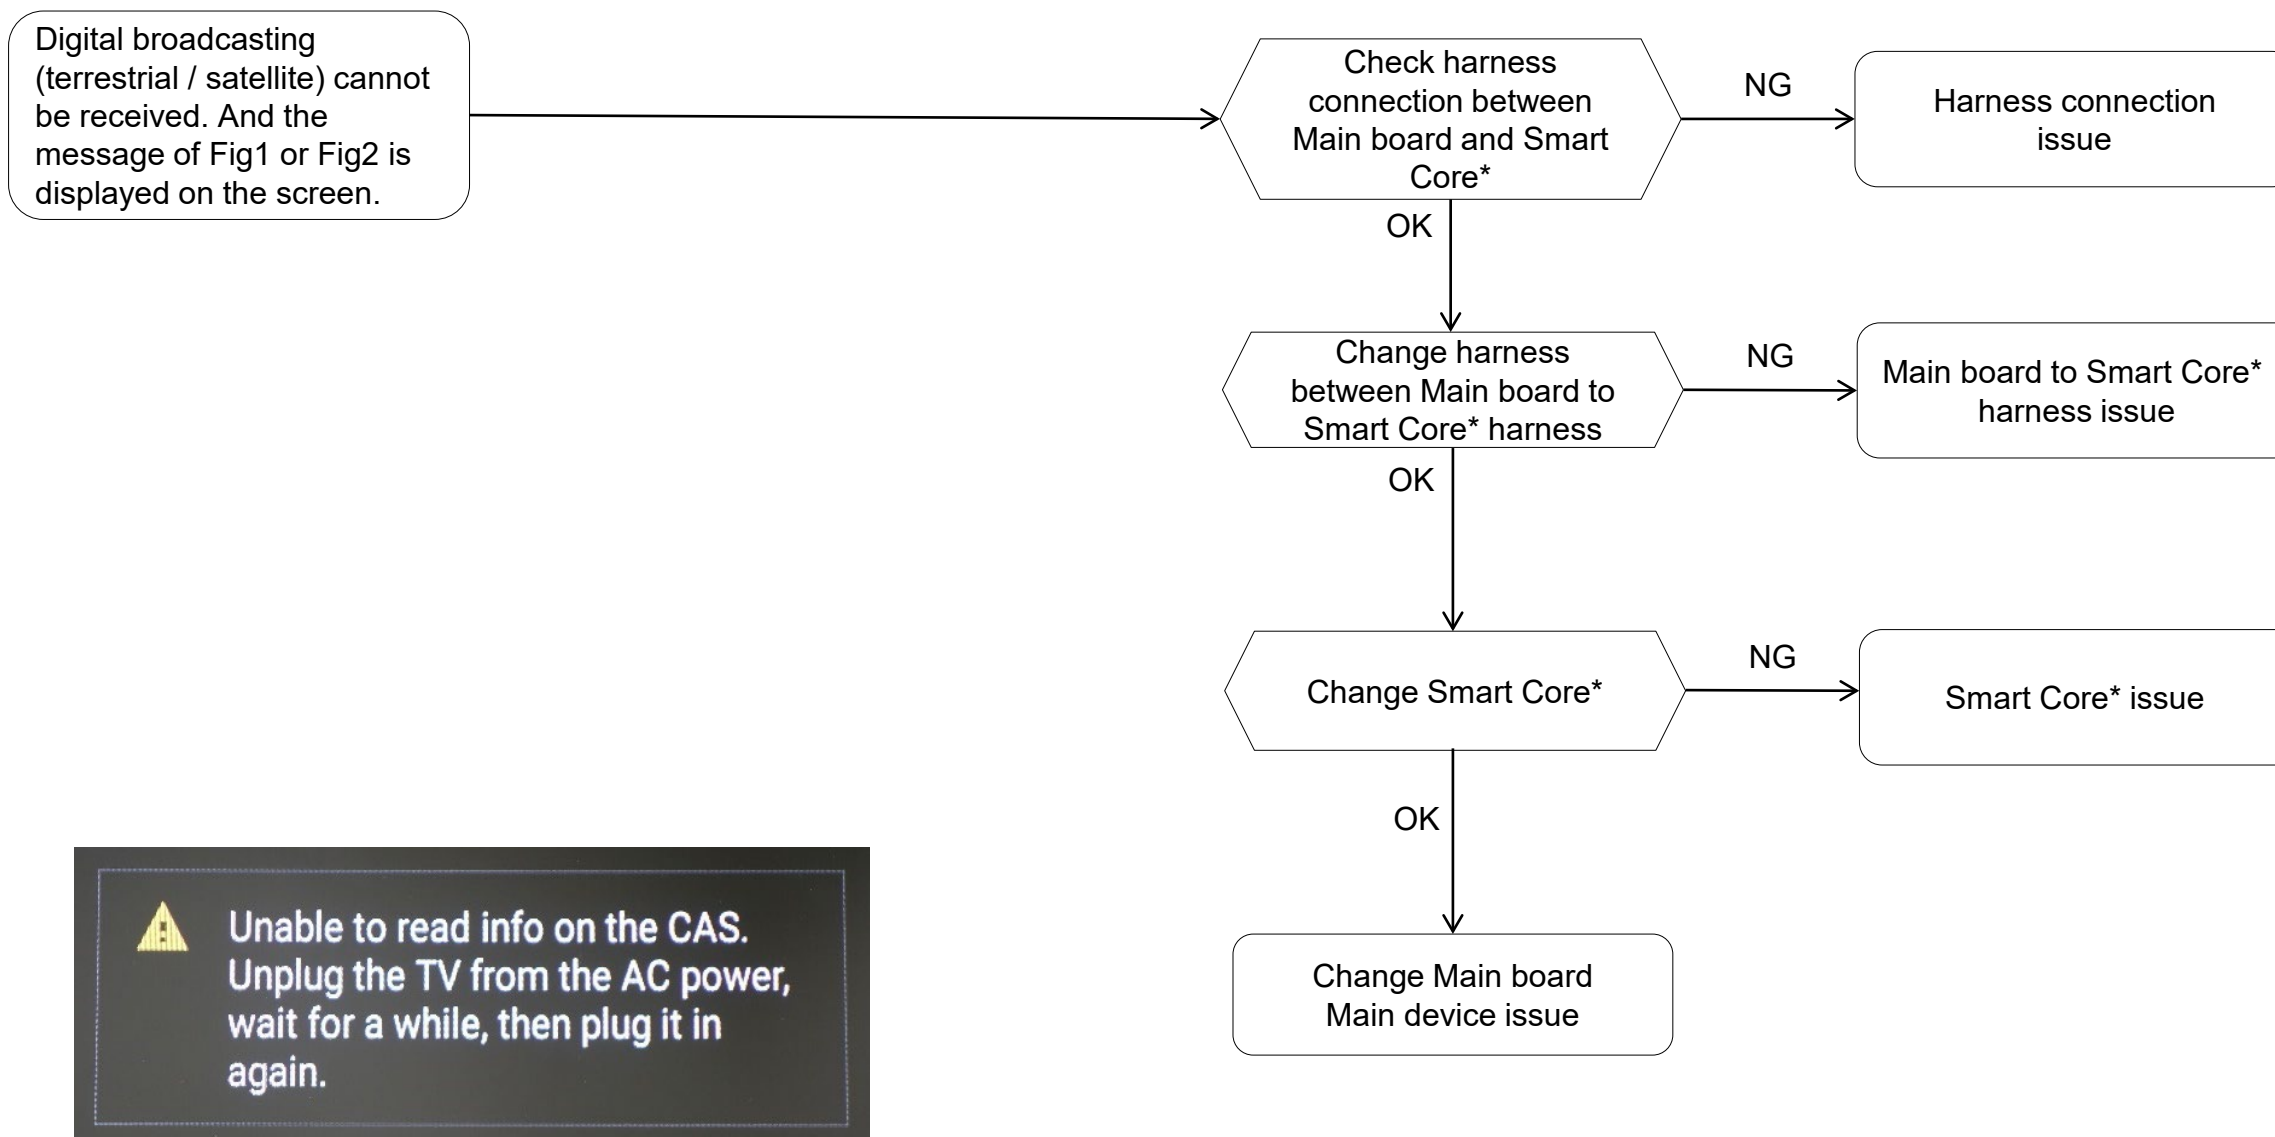 Digital broadcasting
(terrestrial / satellite) cannot
be received. And the
message of Fig1 or Fig2 is
displayed on the screen.
Check harness
connection between
Main board and Smart
Core*
NG
Harness connection
issue
OK
Change harness
between Main board to
Smart Core* harness
NG
Main board to Smart Core*
harness issue
OK
Change Smart Core*
NG
Smart Core* issue
OK
Change Main board
Main device issue
Unable to read info on the CAS.
Unplug the TV from the AC power,
wait for a while, then plug it in
again.